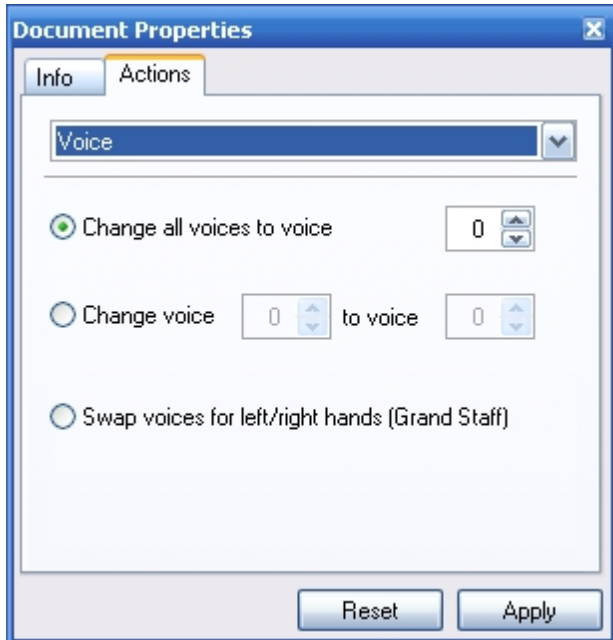 Document Properties
Info Actions
Voice
Change all voices to voice 0
Change voice 0 to voice 0
Swap voices for left/right hands (Grand Staff)
Reset Apply